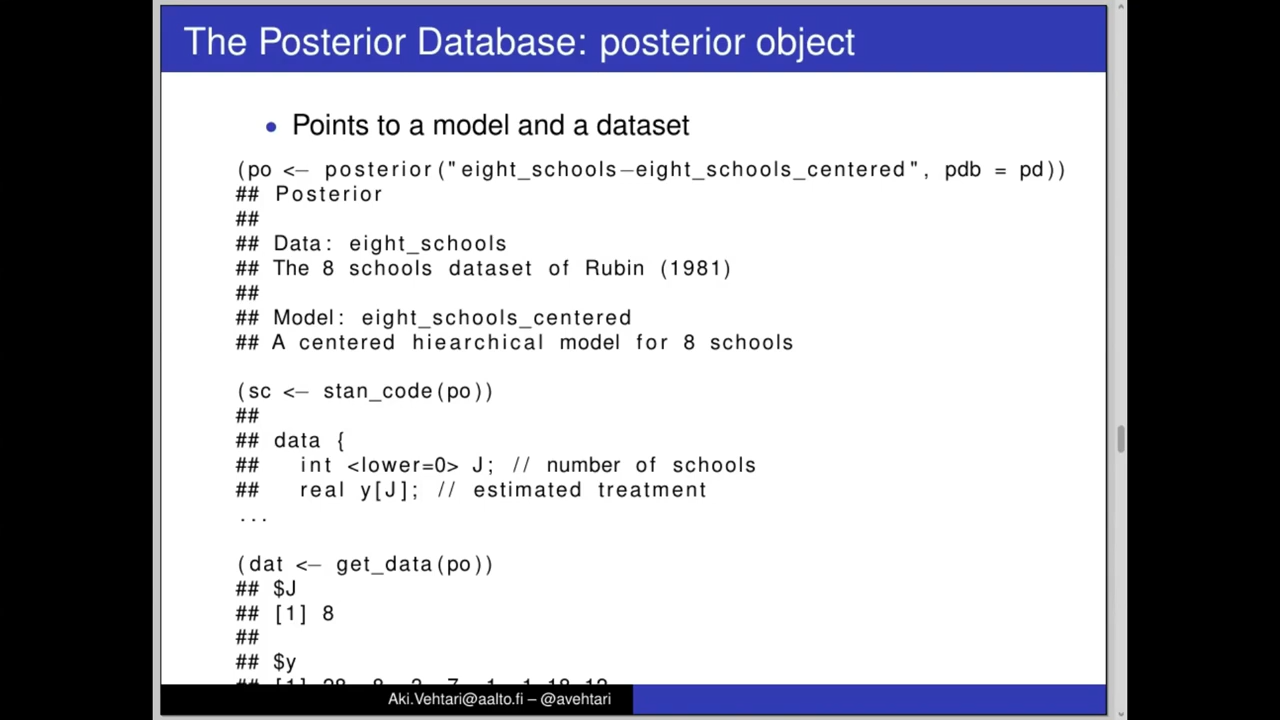 The Posterior Database: posterior object
• Points to a model and a dataset
(po <− posterior("eight_schools−eight_schools_centered", pdb = pd))
## Posterior
##
## Data: eight_schools
## The 8 schools dataset of Rubin (1981)
##
## Model: eight_schools_centered
## A centered hiearchical model for 8 schools
(sc <− stan_code(po))
##
## data {
##   int <lower=0> J; // number of schools
##   real y[J]; // estimated treatment
...
(dat <− get_data(po))
## $J
## [1] 8
##
## $y
## [1]
Aki.Vehtari@aalto.fi – @avehtari